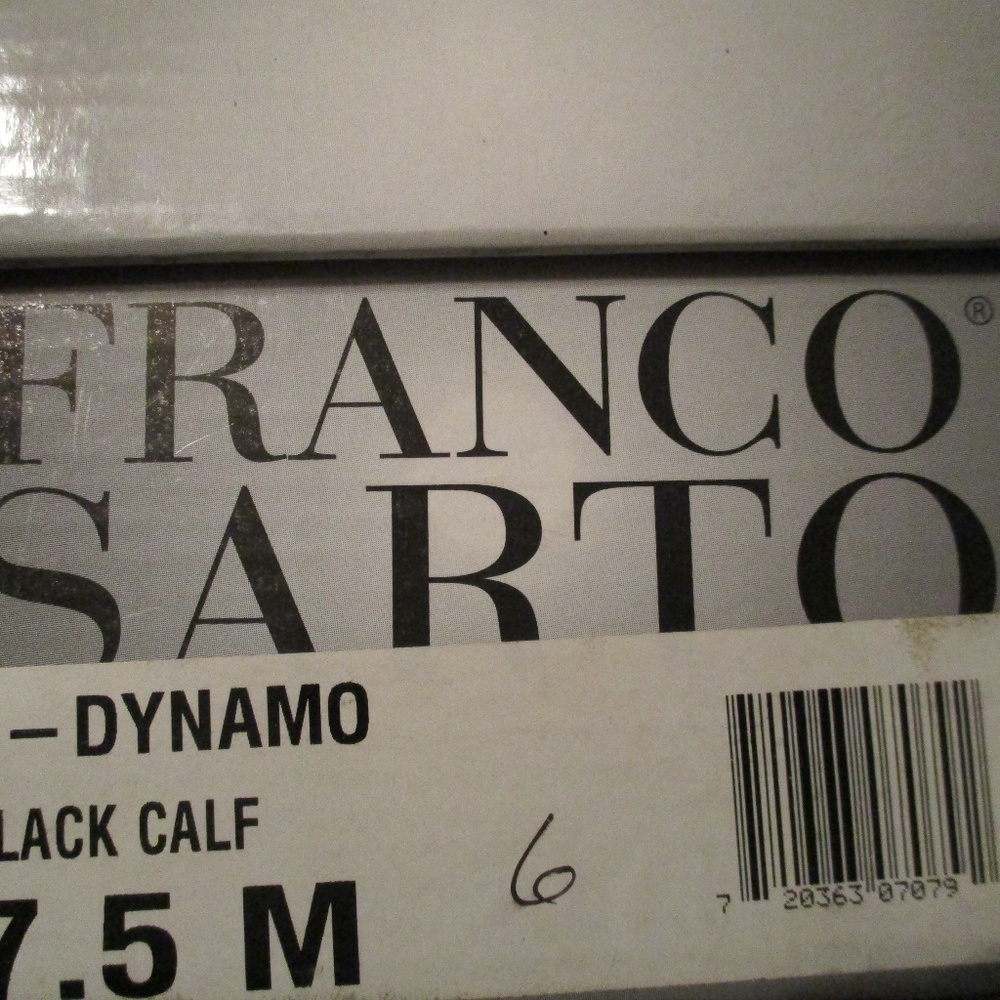 FRANCO®
SARTO
– DYNAMO
LACK CALF
7.5 M
6
7 20363 07079